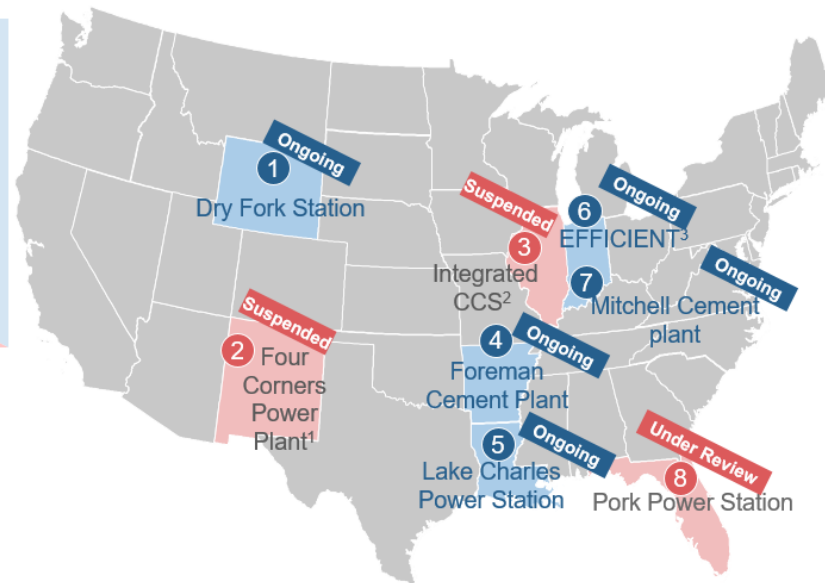 Ongoing
1
Dry Fork Station
Suspended
2 Four
Corners
Power
Plant¹
Suspended
3
Integrated
CCS²
Ongoing
6
EFFICIENT³
Ongoing
7 Mitchell Cement
plant
Ongoing
4
Foreman
Cement Plant
Ongoing
5
Lake Charles
Power Station
Under Review
8
Pork Power Station